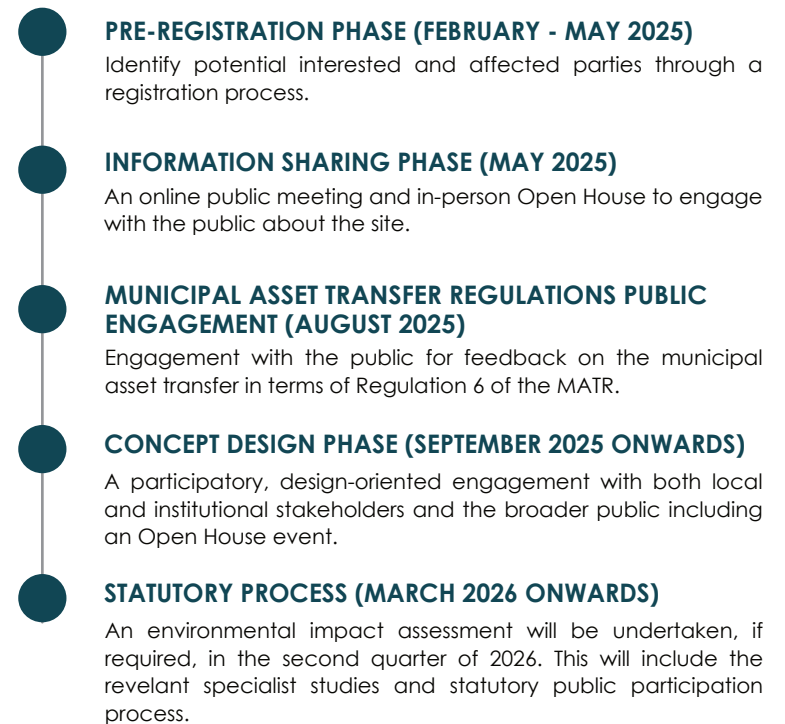 PRE-REGISTRATION PHASE (FEBRUARY - MAY 2025)
Identify potential interested and affected parties through a
registration process.
INFORMATION SHARING PHASE (MAY 2025)
An online public meeting and in-person Open House to engage
with the public about the site.
MUNICIPAL ASSET TRANSFER REGULATIONS PUBLIC
ENGAGEMENT (AUGUST 2025)
Engagement with the public for feedback on the municipal
asset transfer in terms of Regulation 6 of the MATR.
CONCEPT DESIGN PHASE (SEPTEMBER 2025 ONWARDS)
A participatory, design-oriented engagement with both local
and institutional stakeholders and the broader public including
an Open House event.
STATUTORY PROCESS (MARCH 2026 ONWARDS)
An environmental impact assessment will be undertaken, if
required, in the second quarter of 2026. This will include the
revelant specialist studies and statutory public participation
process.